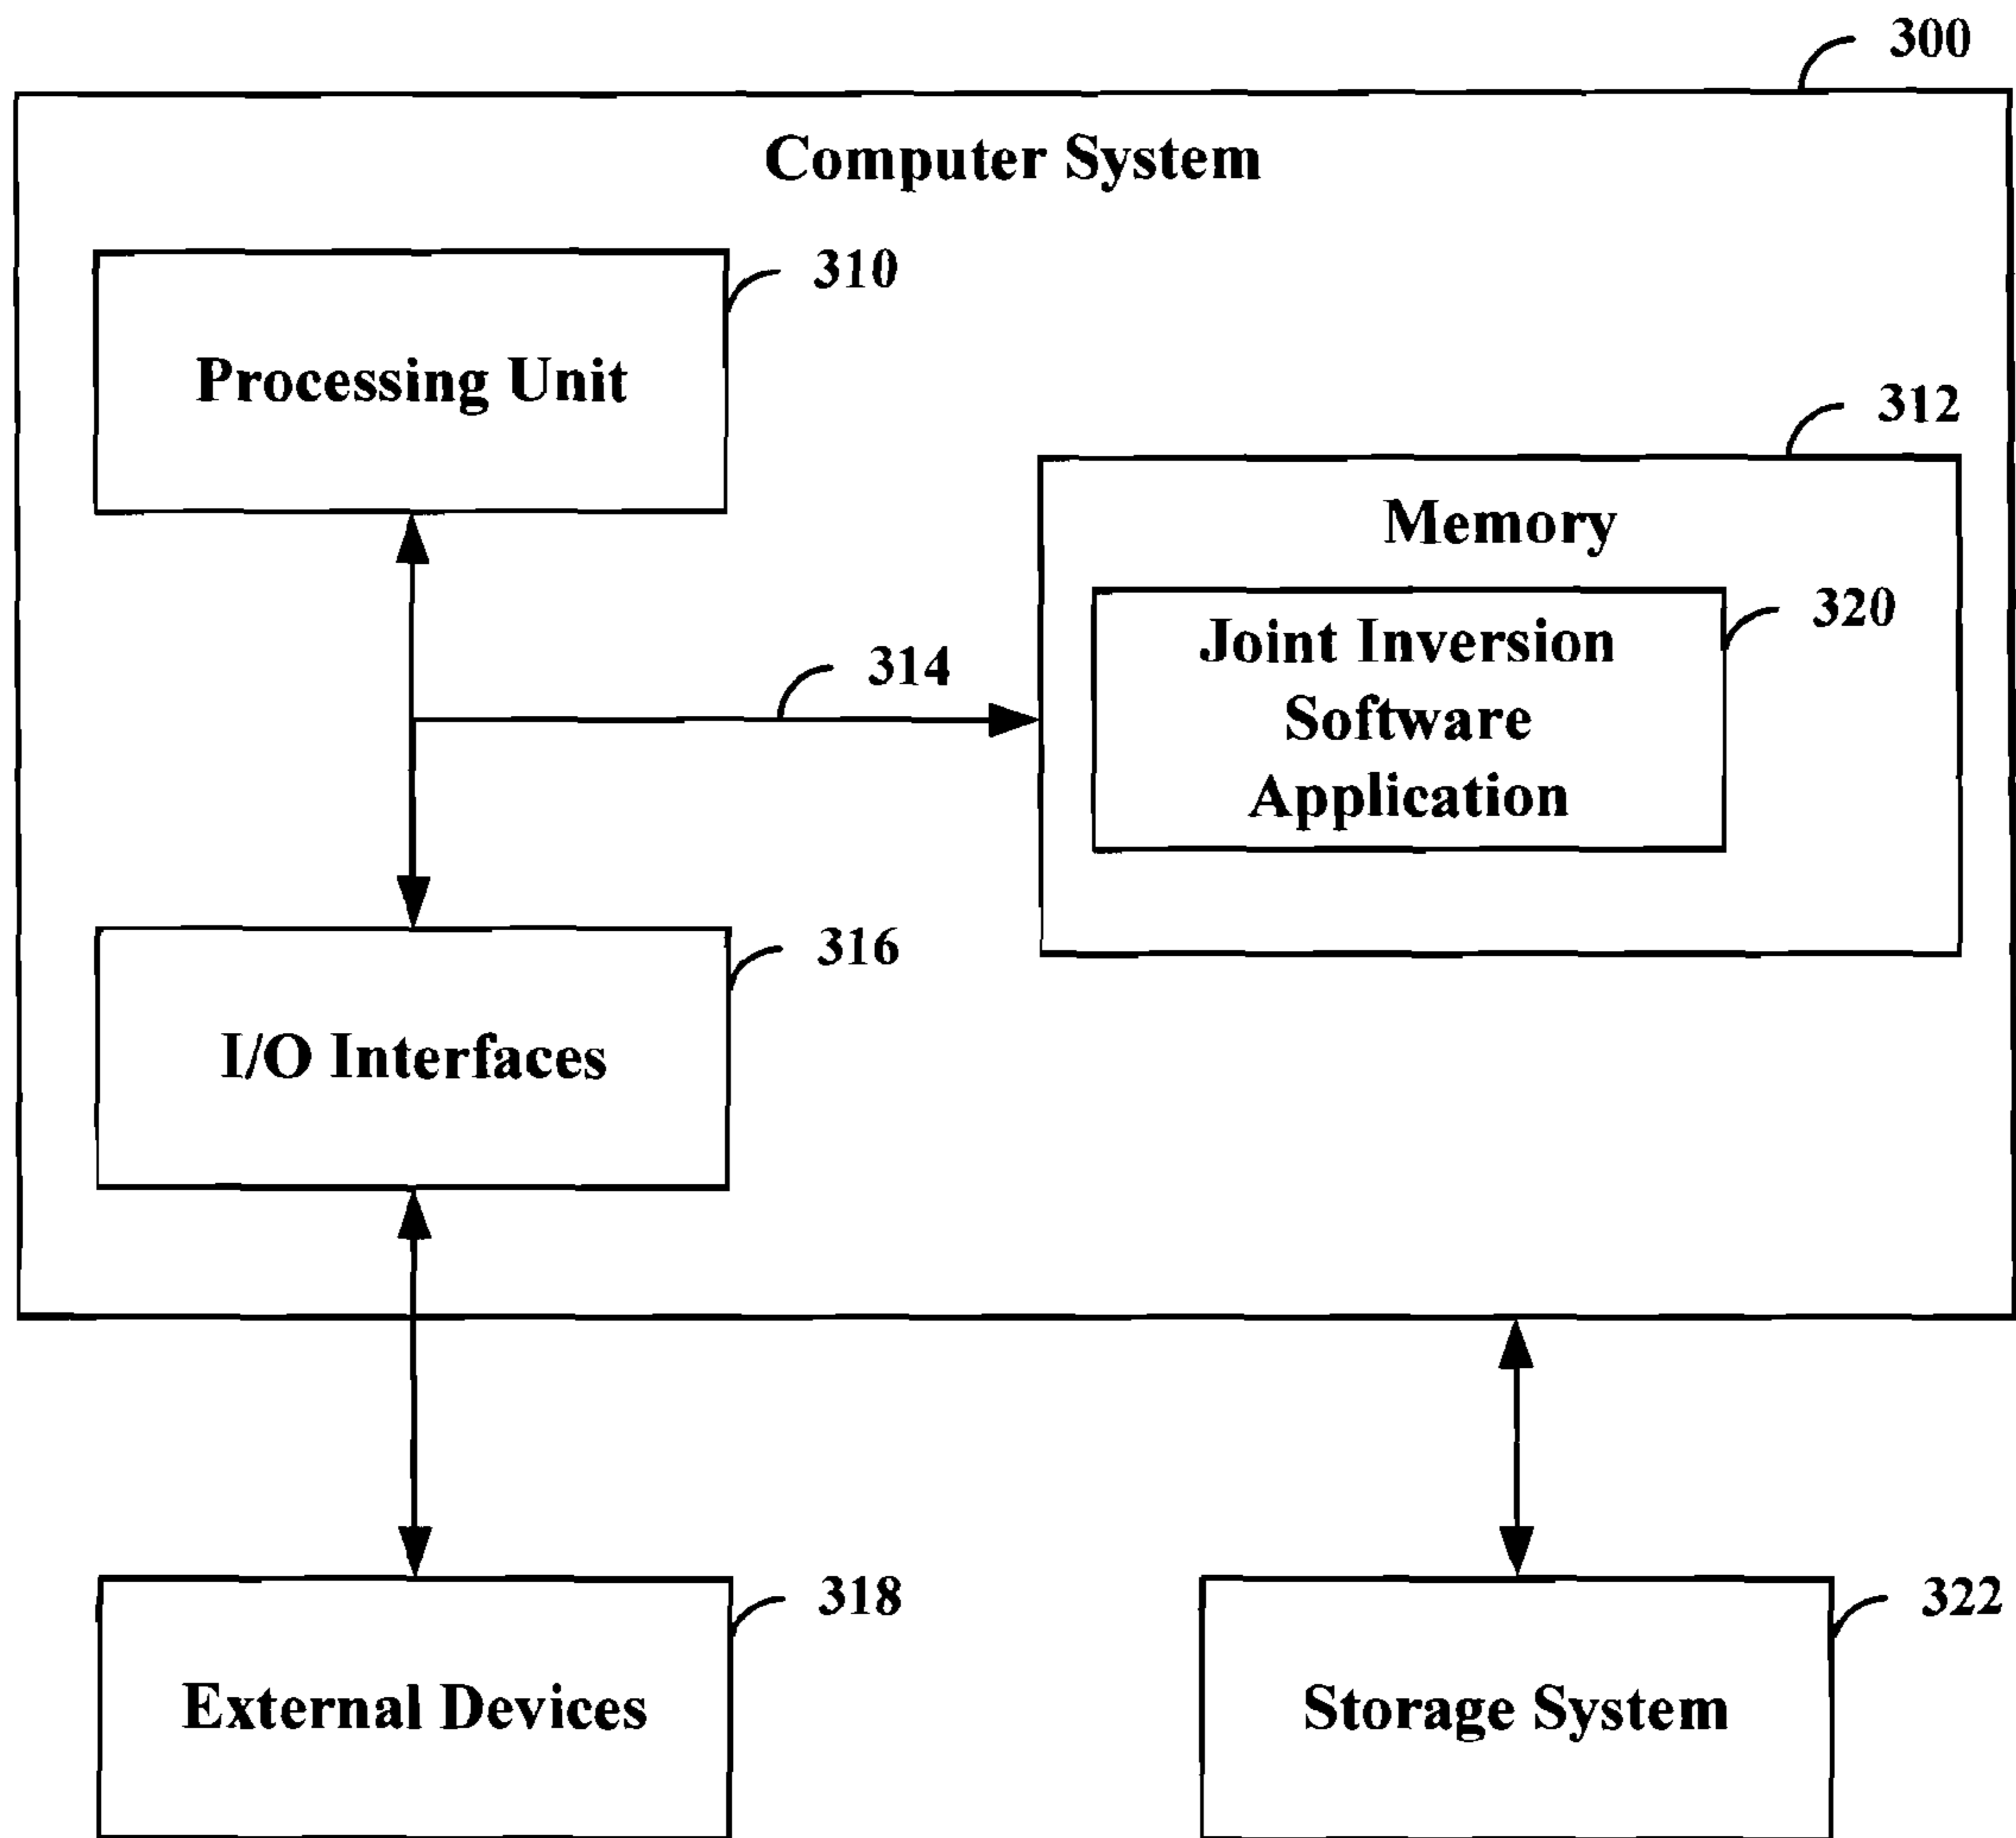 300
Computer System
310
Processing Unit
312
Memory
320
Joint Inversion
Software
Application
314
316
I/O Interfaces
318
External Devices
322
Storage System